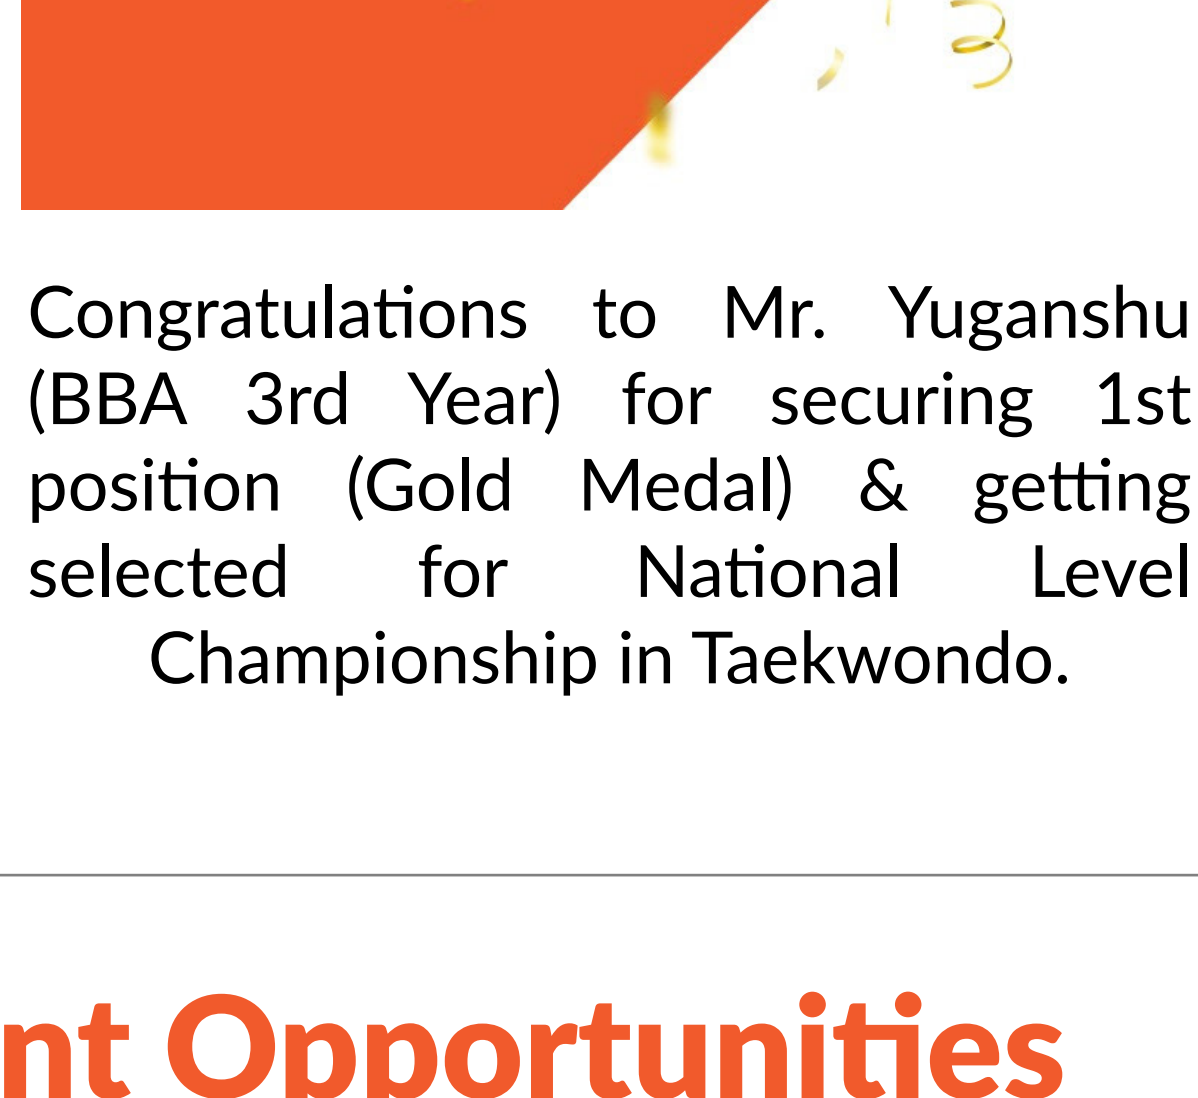 Congratulations to Mr. Yuganshu
(BBA 3rd Year) for securing 1st
position (Gold Medal) & getting
selected for National Level
Championship in Taekwondo.
nt Opportunities